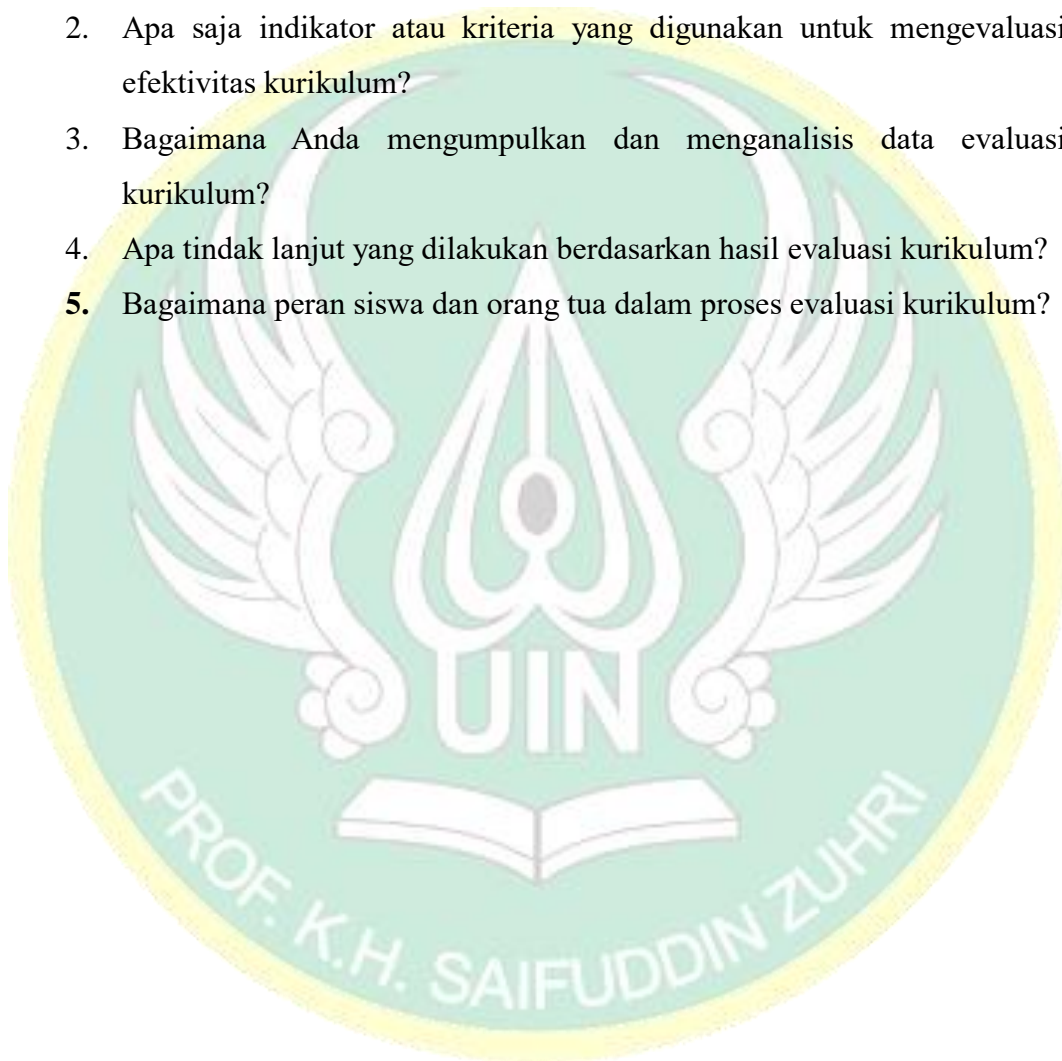 2. Apa saja indikator atau kriteria yang digunakan untuk mengevaluasi
efektivitas kurikulum?
3. Bagaimana Anda mengumpulkan dan menganalisis data evaluasi
kurikulum?
4. Apa tindak lanjut yang dilakukan berdasarkan hasil evaluasi kurikulum?
5. Bagaimana peran siswa dan orang tua dalam proses evaluasi kurikulum?
UIN
PROF. K.H. SAIFUDDIN ZUHRI